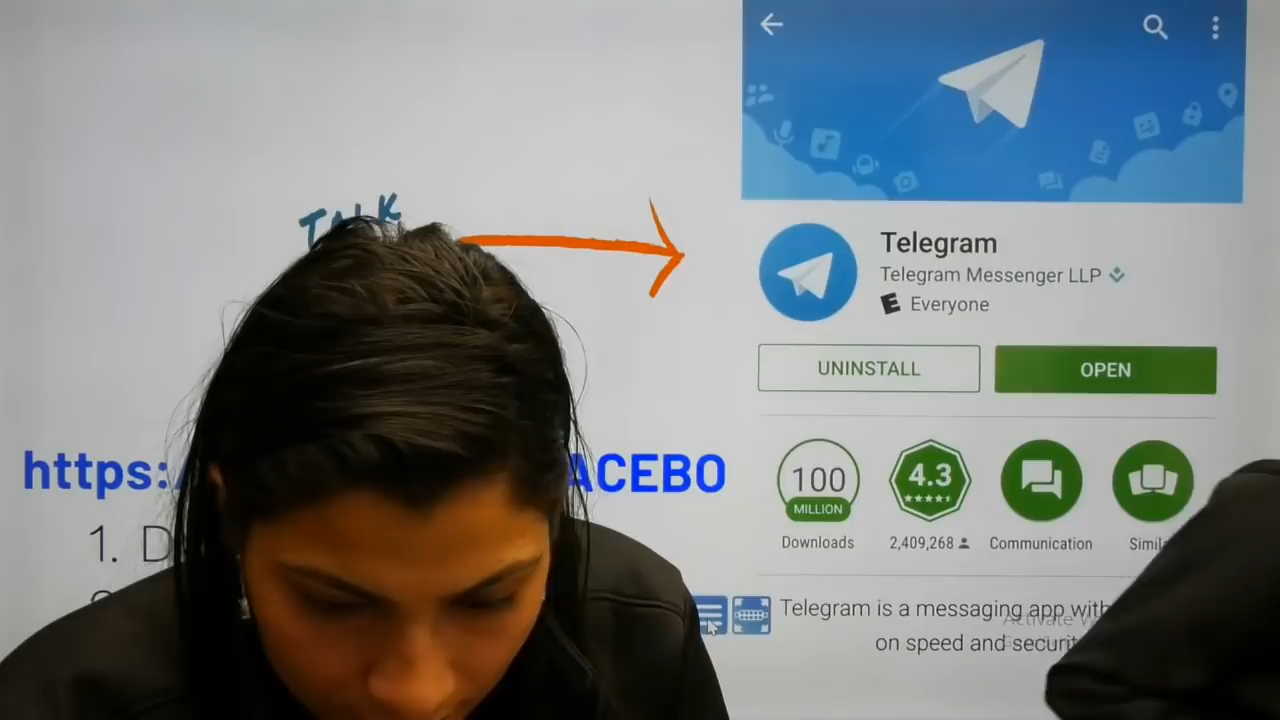 TALK
Telegram
Telegram Messenger LLP
E Everyone
UNINSTALL
OPEN
https: ACEBO
100
MILLION
4.3
Downloads
2,409,268
Communication
1. D
Telegram is a messaging app with
on speed and
Activate